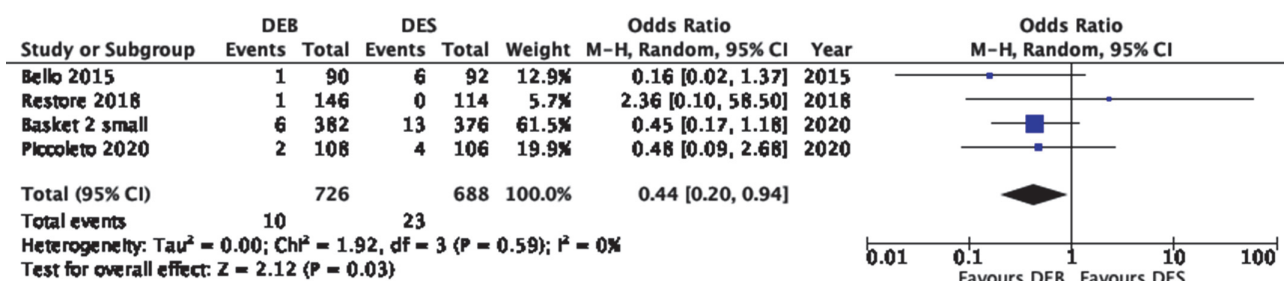 DEB DES Odds Ratio Odds Ratio
Study or Subgroup Events Total Events Total Weight M-H, Random, 95% CI Year M-H, Random, 95% CI
Bello 2015 1 90 6 92 12.9% 0.16 [0.02, 1.37] 2015
Restore 2018 1 146 0 114 5.7% 2.36 [0.10, 58.50] 2018
Basket 2 small 6 382 13 376 61.5% 0.45 [0.17, 1.18] 2020
Piccoleto 2020 2 108 4 106 19.9% 0.48 [0.09, 2.68] 2020
Total (95% CI) 726 688 100.0% 0.44 [0.20, 0.94]
Total events 10 23
Heterogeneity: Tau² = 0.00; Chi² = 1.92, df = 3 (P = 0.59); I² = 0%
Test for overall effect: Z = 2.12 (P = 0.03)
0.01 0.1 1 10 100
Favours DEB Favours DES